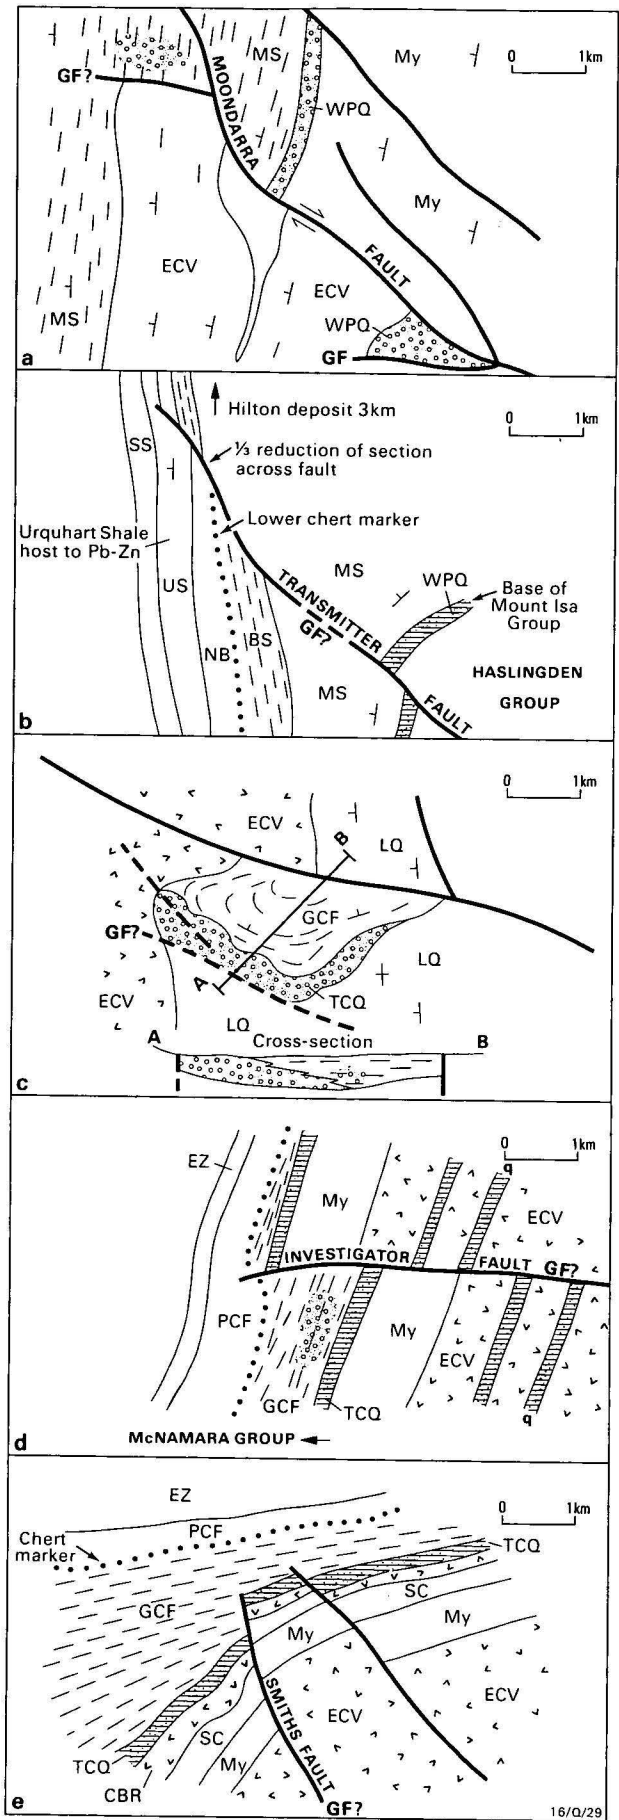 MS
My
0 1km
GF?
MOONDARRA
WPQ
My
ECV
ECV
FAULT
MS
WPQ
GF
a
Hilton deposit 3km
0 1km
SS
⅓ reduction of section
across fault
Lower chert marker
Urquhart Shale
host to Pb-Zn
MS
WPQ
Base of
Mount Isa
Group
US
TRANSMITTER
GF?
NB
BS
HASLINGDEN
GROUP
MS
FAULT
b
0 1km
ECV
B
LQ
GCF
GF?
LQ
A
TCQ
ECV
LQ
Cross-section
A B
c
0 1km
EZ
q
My
ECV
INVESTIGATOR FAULT GF?
PCF
My
ECV
GCF
TCQ
q
McNAMARA GROUP
d
EZ
0 1km
PCF
Chert
marker
TCQ
SC
GCF
My
My
ECV
ECV
SMITHS FAULT
SC
TCQ
My
CBR
GF?
e
16/Q/29